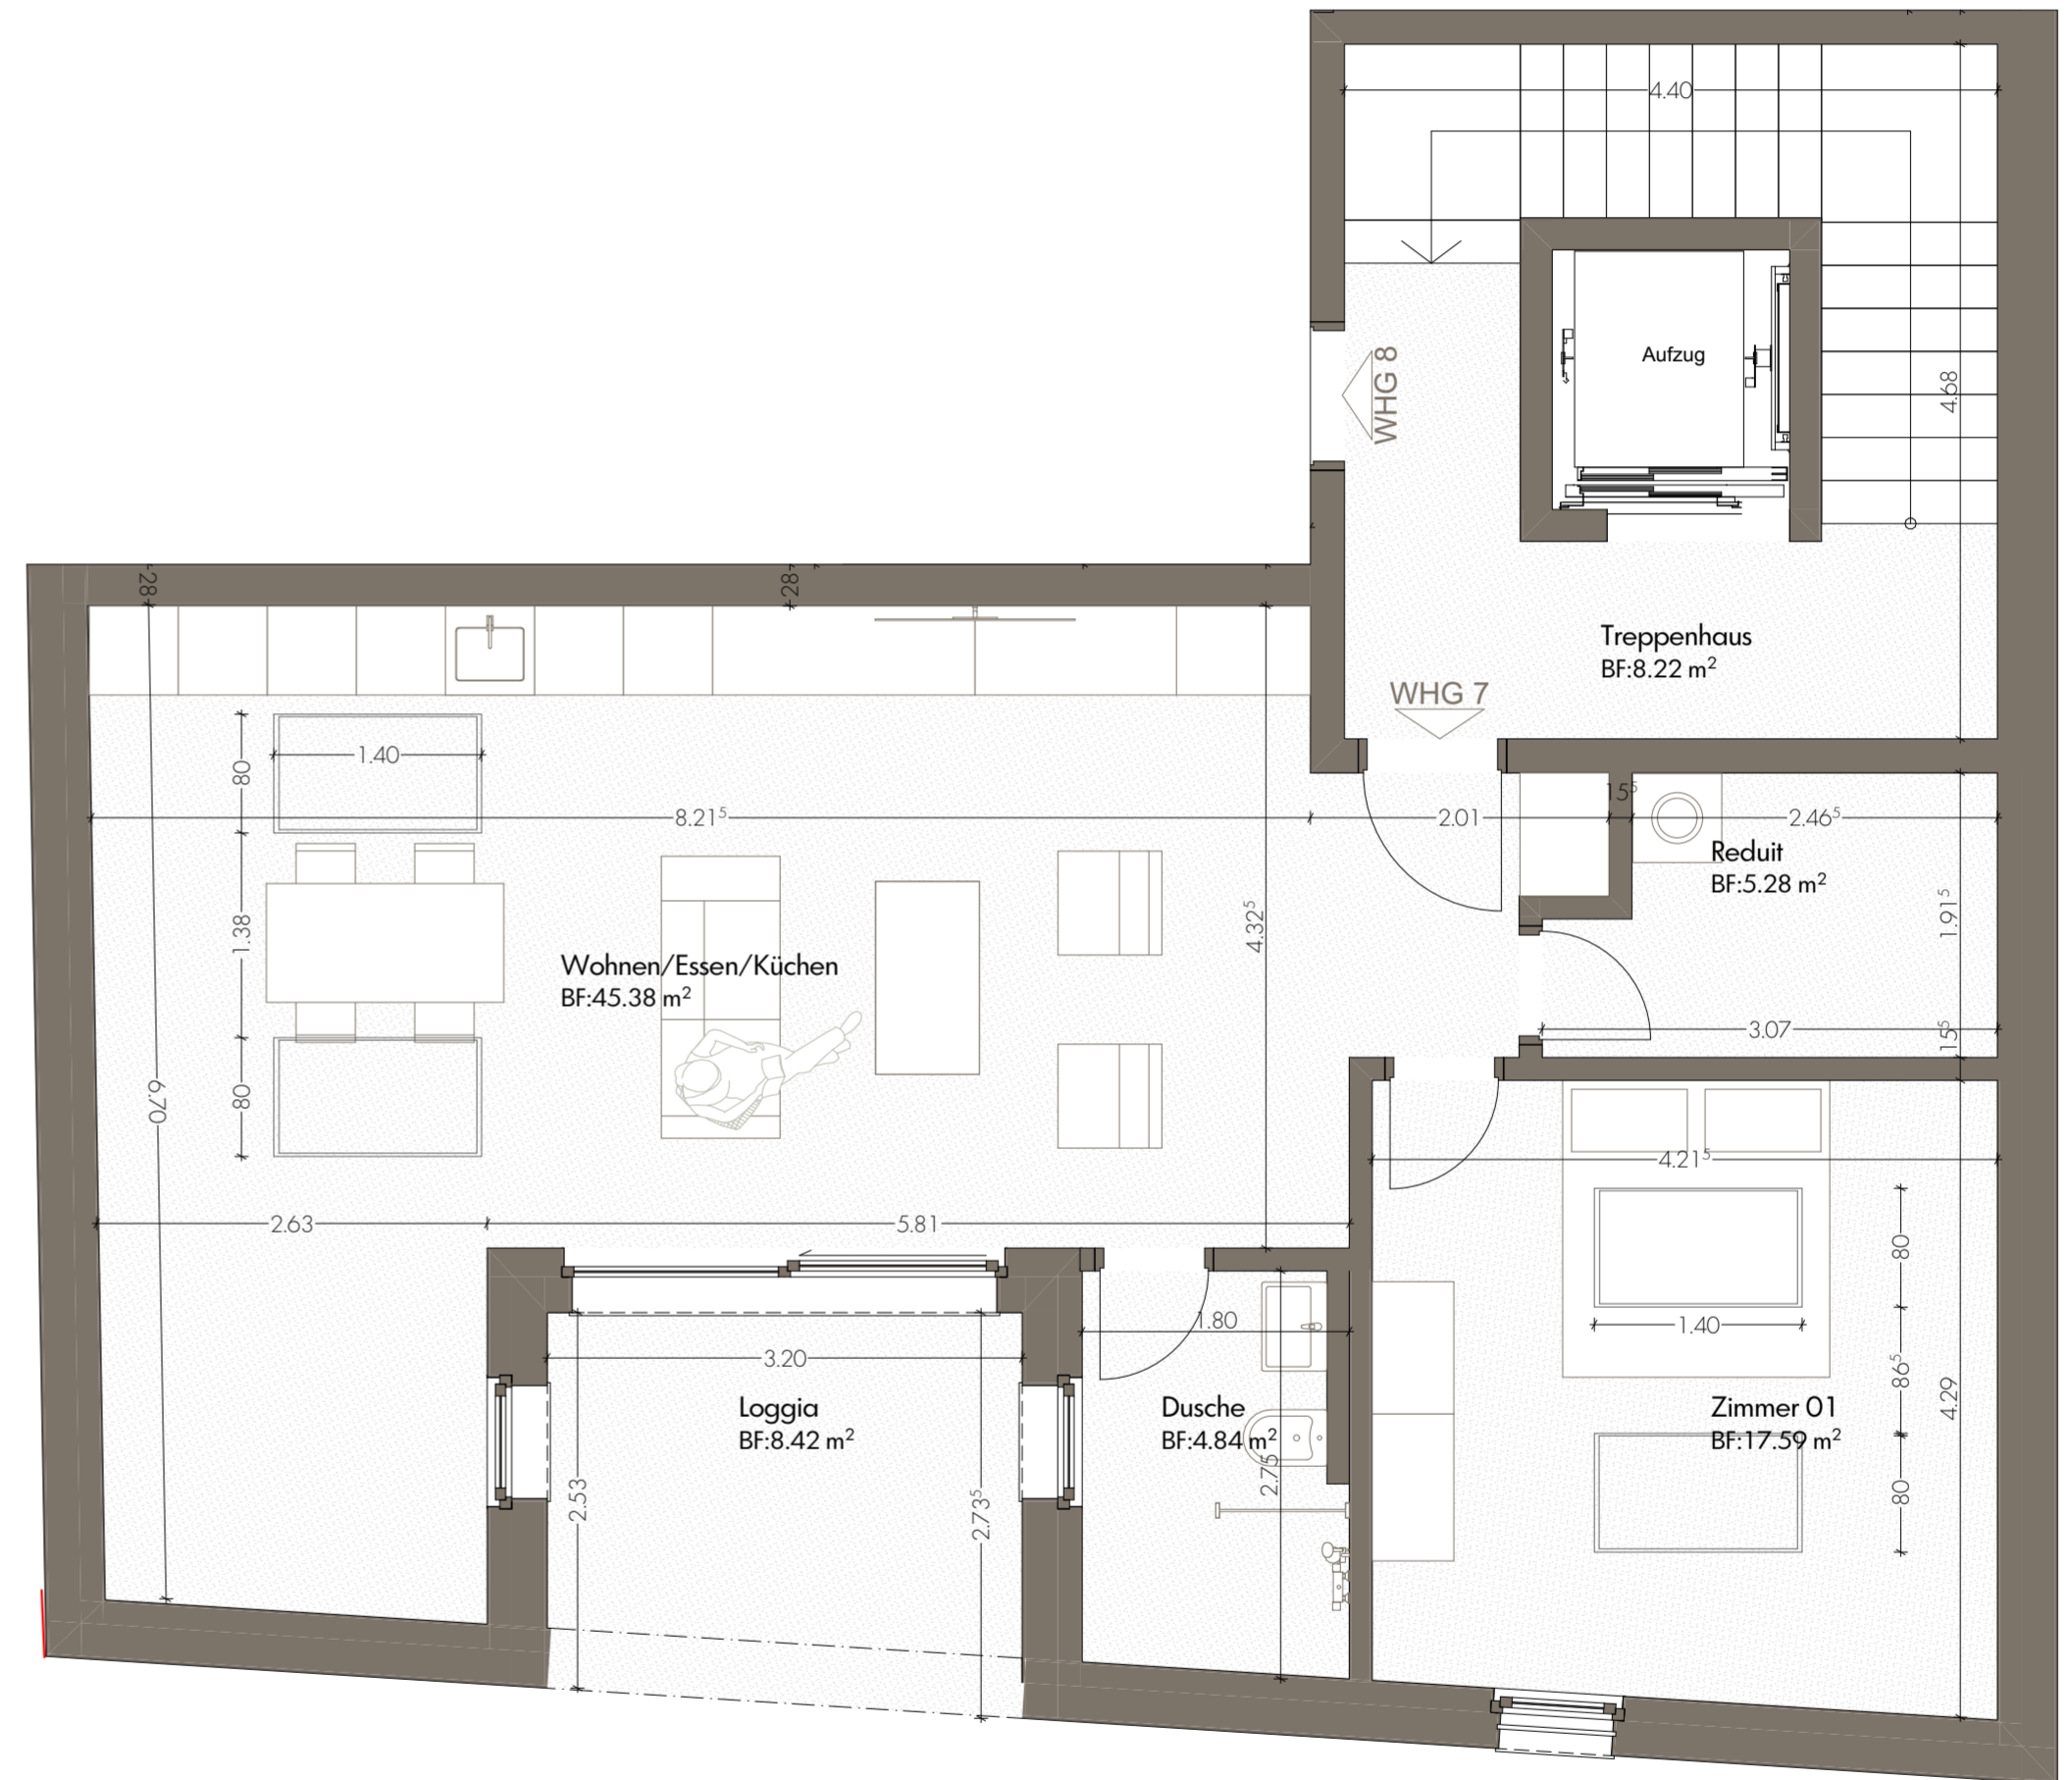 4.40
Aufzug
WHG 8
4.68
28
28
Treppenhaus
BF:8.22 m²
WHG 7
1.40
80
8.21⁵
2.01
15⁵
2.46⁵
Reduit
BF:5.28 m²
1.38
4.32⁵
1.91⁵
Wohnen/Essen/Küchen
BF:45.38 m²
3.07
15⁵
6.70
80
4.21⁵
2.63
5.81
80
1.80
1.40
3.20
86⁵
4.29
Loggia
BF:8.42 m²
Dusche
BF:4.84 m²
Zimmer 01
BF:17.59 m²
2.75
2.53
2.73⁵
80